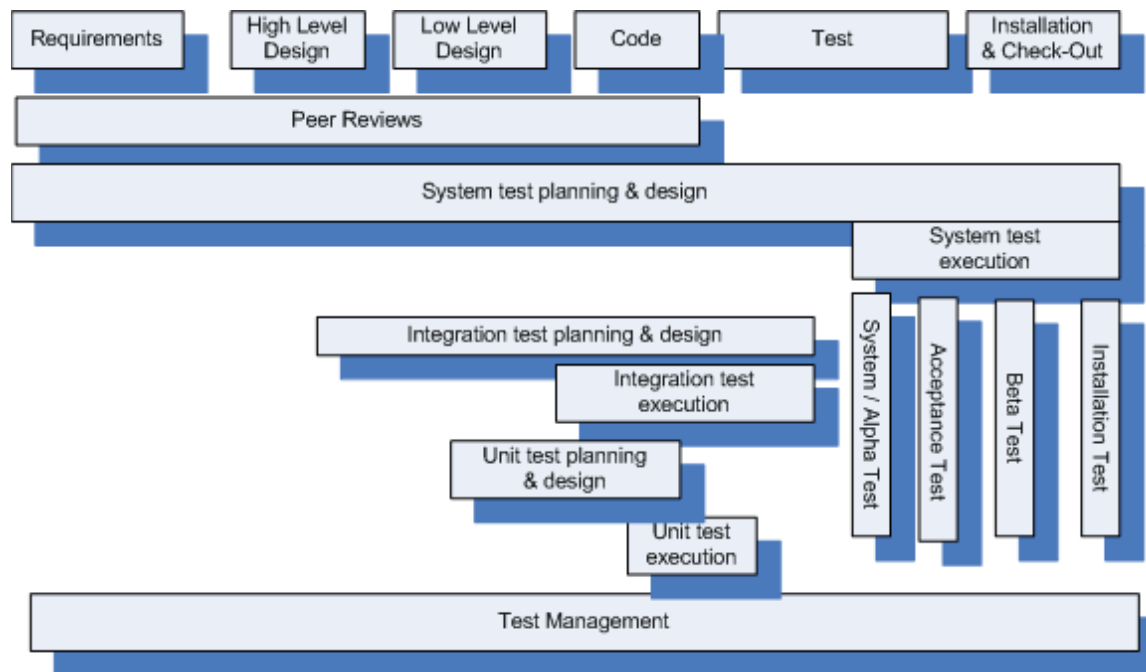 Requirements
High Level
Design
Low Level
Design
Code
Test
Installation
& Check-Out
Peer Reviews
System test planning & design
System test
execution
System / Alpha Test
Acceptance Test
Beta Test
Installation Test
Integration test planning & design
Integration test
execution
Unit test planning
& design
Unit test
execution
Test Management